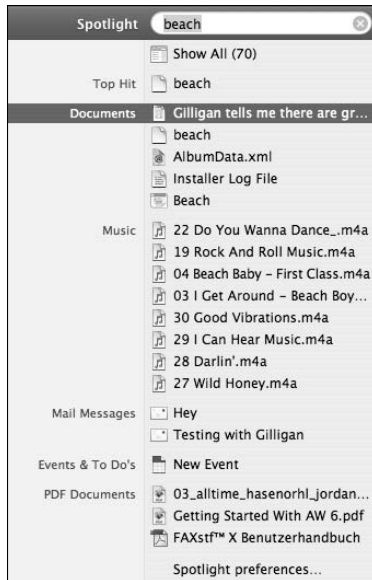 Spotlight beach
Show All (70)
Top Hit beach
Documents Gilligan tells me there are gr...
beach
AlbumData.xml
Installer Log File
Beach
Music 22 Do You Wanna Dance_.m4a
19 Rock And Roll Music.m4a
04 Beach Baby – First Class.m4a
03 I Get Around – Beach Boy...
30 Good Vibrations.m4a
29 I Can Hear Music.m4a
28 Darlin'.m4a
27 Wild Honey.m4a
Mail Messages Hey
Testing with Gilligan
Events & To Do's New Event
PDF Documents 03_alltime_hasenorhl_jordan...
Getting Started With AW 6.pdf
FAXstf™ X Benutzerhandbuch
Spotlight preferences...